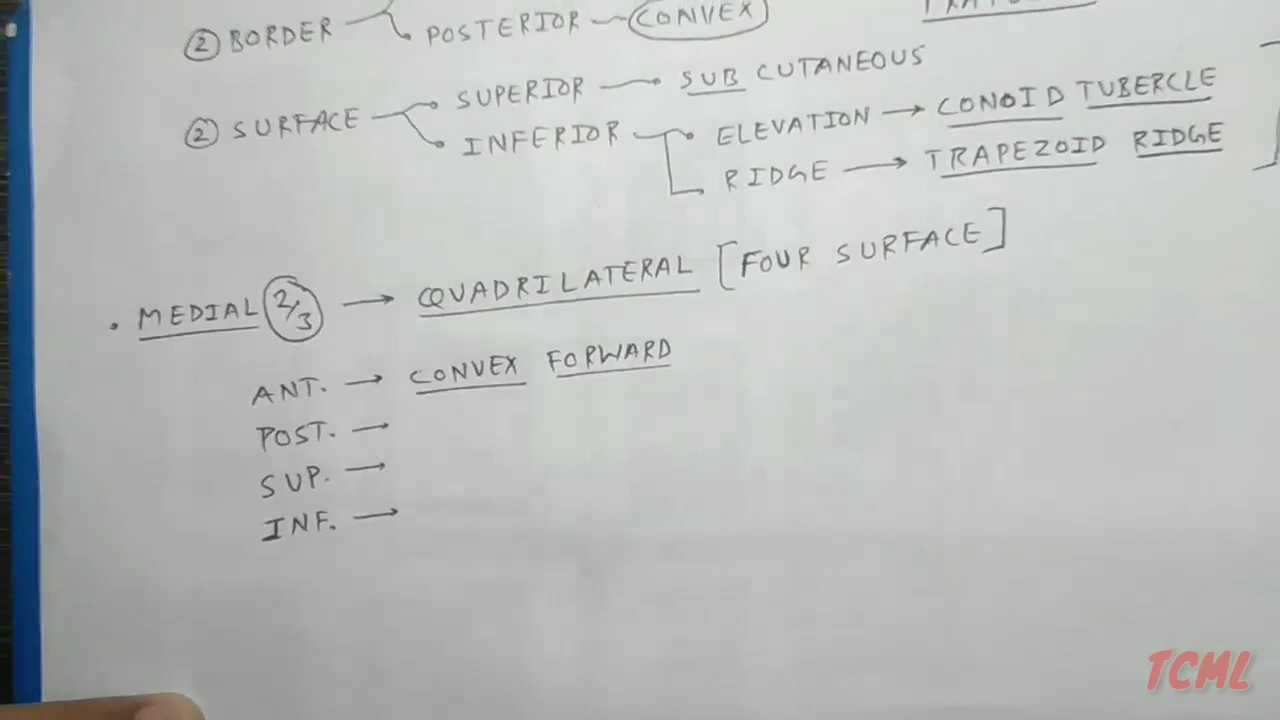 ② BORDER POSTERIOR CONVEX
② SURFACE SUPERIOR → SUB CUTANEOUS
INFERIOR ELEVATION → CONOID TUBERCLE
RIDGE → TRAPEZOID RIDGE
• MEDIAL 2/3 → QUADRILATERAL [FOUR SURFACE]
ANT. → CONVEX FORWARD
POST. →
SUP. →
INF. →
TCML